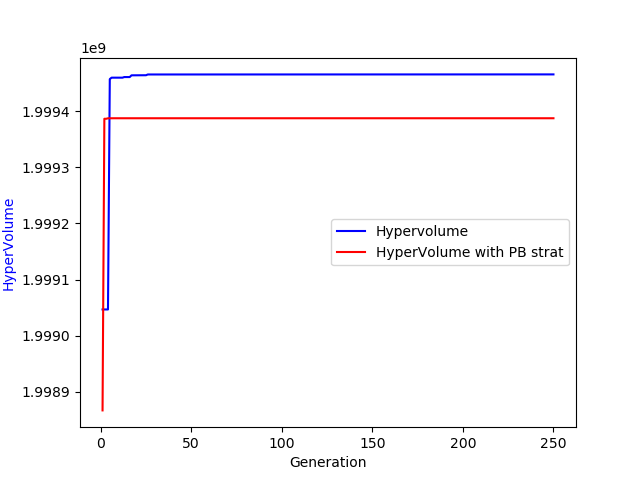 1e9
1.9994
1.9993
1.9992
1.9991
1.9990
1.9989
HyperVolume
Hypervolume
HyperVolume with PB strat
0 50 100 150 200 250
Generation